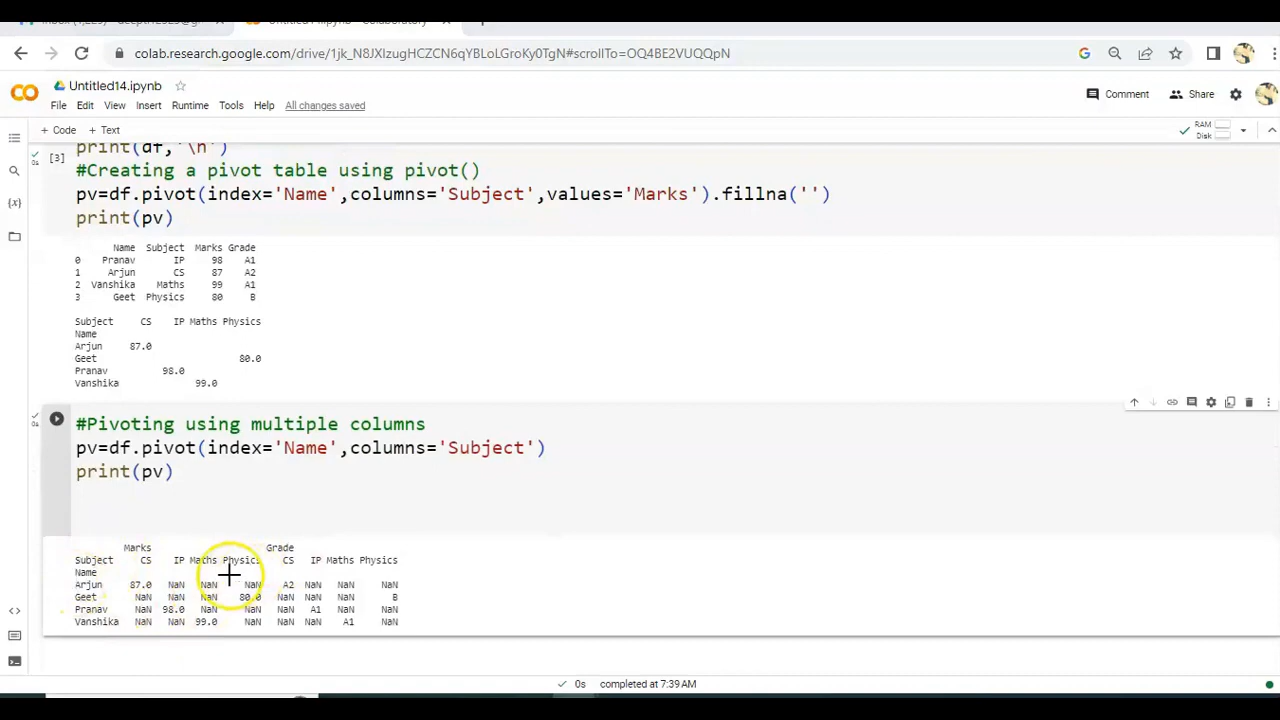 colab.research.google.com/drive/1jk_N8JXIzugHCZCN6qYBLoLGroKy0TgN#scrollTo=OQ4BE2VUQQpN
Untitled14.ipynb
File Edit View Insert Runtime Tools Help All changes saved
Comment Share
+ Code + Text
RAM
Disk
print(df,'\n')
[3]
#Creating a pivot table using pivot()
pv=df.pivot(index='Name',columns='Subject',values='Marks').fillna('')
print(pv)
Name Subject Marks Grade
0 Pranav IP 98 A1
1 Arjun CS 87 A2
2 Vanshika Maths 99 A1
3 Geet Physics 80 B
Subject CS IP Maths Physics
Name
Arjun 87.0
Geet 80.0
Pranav 98.0
Vanshika 99.0
#Pivoting using multiple columns
pv=df.pivot(index='Name',columns='Subject')
print(pv)
Marks Grade
Subject CS IP Maths Physics CS IP Maths Physics
Name
Arjun 87.0 NaN NaN NaN A2 NaN NaN NaN
Geet NaN NaN NaN 80.0 NaN NaN NaN B
Pranav NaN 98.0 NaN NaN NaN A1 NaN NaN
Vanshika NaN NaN 99.0 NaN NaN NaN A1 NaN
0s completed at 7:39 AM